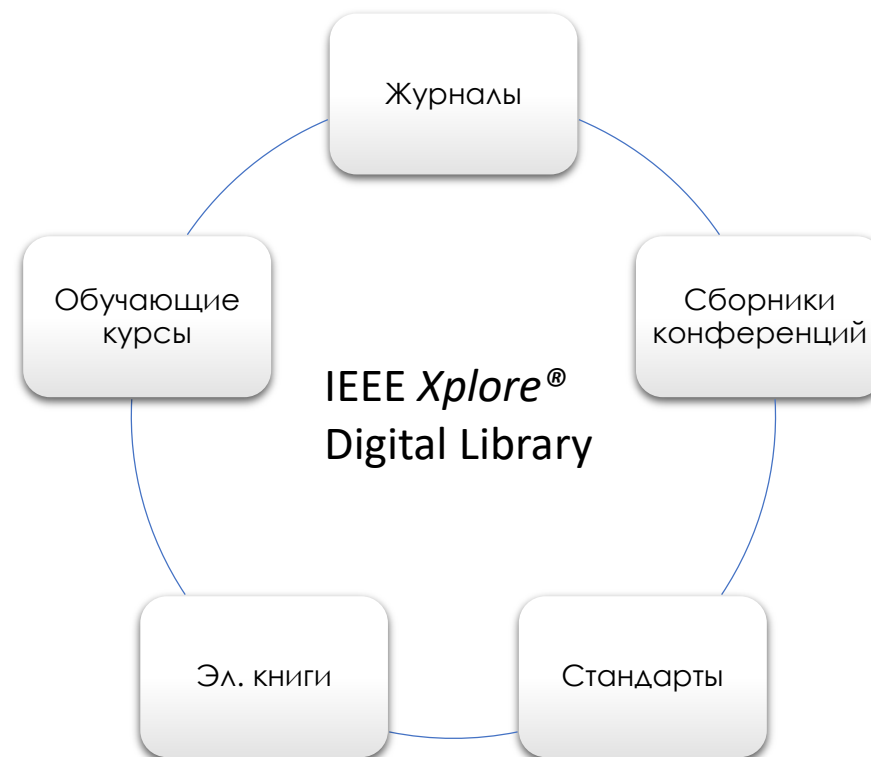 Журналы
Обучающие
курсы
Сборники
конференций
IEEE Xplore®
Digital Library
Эл. книги
Стандарты